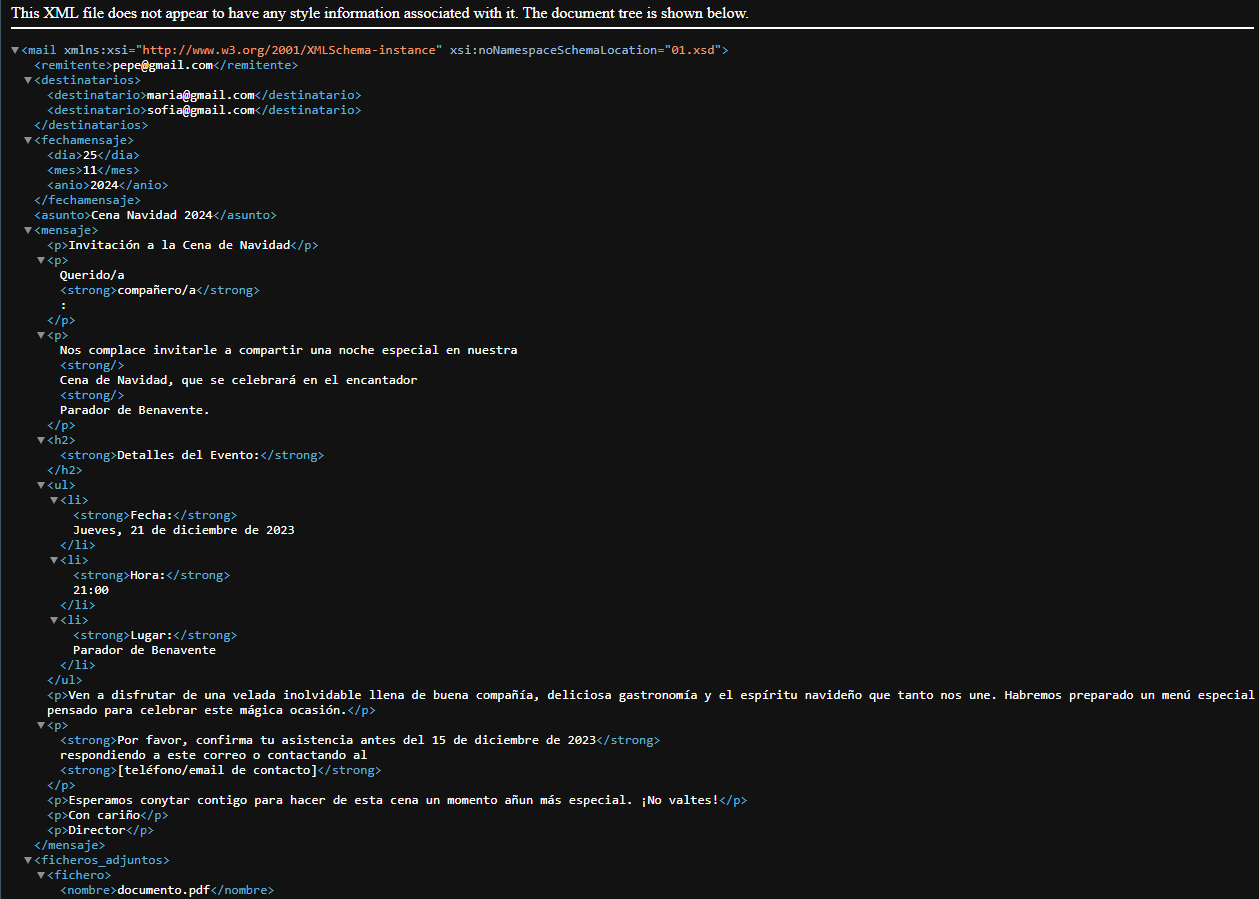 This XML file does not appear to have any style information associated with it. The document tree is shown below.
▼<mail xmlns:xsi="http://www.w3.org/2001/XMLSchema-instance" xsi:noNamespaceSchemaLocation="01.xsd">
<remitente>pepe@gmail.com</remitente>
▼<destinatarios>
<destinatario>maria@gmail.com</destinatario>
<destinatario>sofia@gmail.com</destinatario>
</destinatarios>
▼<fechamensaje>
<dia>25</dia>
<mes>11</mes>
<anio>2024</anio>
</fechamensaje>
<asunto>Cena Navidad 2024</asunto>
▼<mensaje>
<p>Invitación a la Cena de Navidad</p>
▼<p>
Querido/a
<strong>compañero/a</strong>
:
</p>
▼<p>
Nos complace invitarle a compartir una noche especial en nuestra
<strong/>
Cena de Navidad, que se celebrará en el encantador
<strong/>
Parador de Benavente.
</p>
▼<h2>
<strong>Detalles del Evento:</strong>
</h2>
▼<ul>
▼<li>
<strong>Fecha:</strong>
Jueves, 21 de diciembre de 2023
</li>
▼<li>
<strong>Hora:</strong>
21:00
</li>
▼<li>
<strong>Lugar:</strong>
Parador de Benavente
</li>
</ul>
<p>Ven a disfrutar de una velada inolvidable llena de buena compañía, deliciosa gastronomía y el espíritu navideño que tanto nos une. Habremos preparado un menú especial
pensado para celebrar este mágica ocasión.</p>
▼<p>
<strong>Por favor, confirma tu asistencia antes del 15 de diciembre de 2023</strong>
respondiendo a este correo o contactando al
<strong>[teléfono/email de contacto]</strong>
</p>
<p>Esperamos conytar contigo para hacer de esta cena un momento añun más especial. ¡No valtes!</p>
<p>Con cariño</p>
<p>Director</p>
</mensaje>
▼<ficheros_adjuntos>
▼<fichero>
<nombre>documento.pdf</nombre>